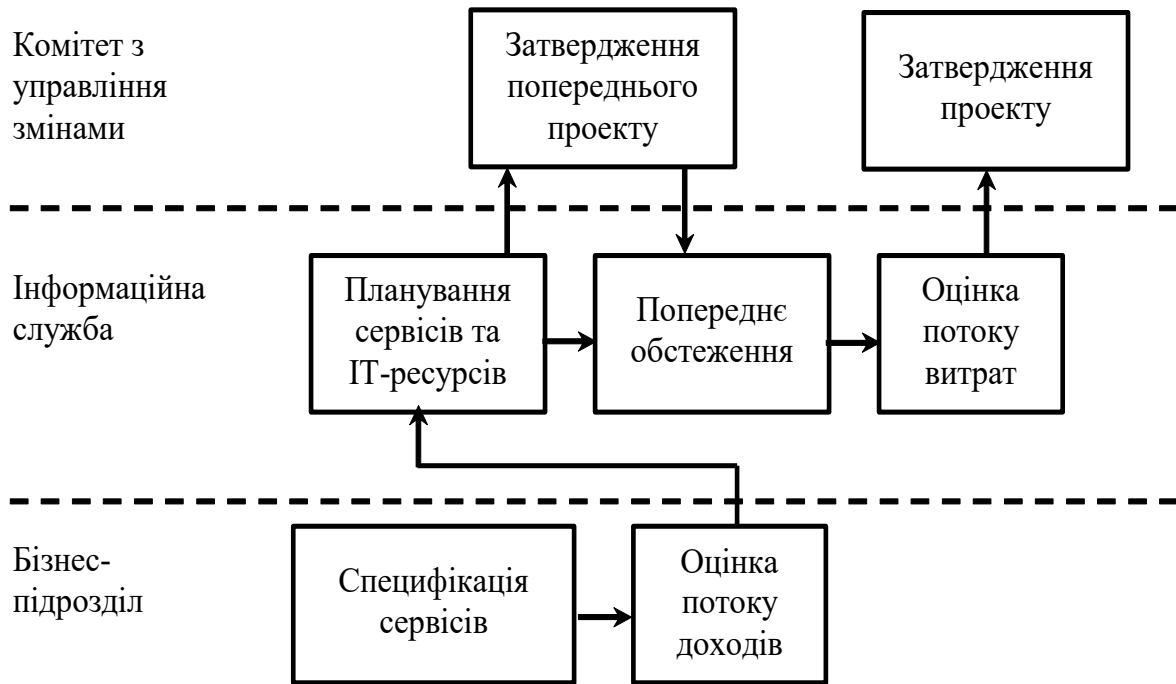 Комітет з
управління
змінами
Затвердження
попереднього
проекту
Затвердження
проекту
Інформаційна
служба
Планування
сервісів та
ІТ-ресурсів
Попереднє
обстеження
Оцінка
потоку
витрат
Бізнес-
підрозділ
Специфікація
сервісів
Оцінка
потоку
доходів